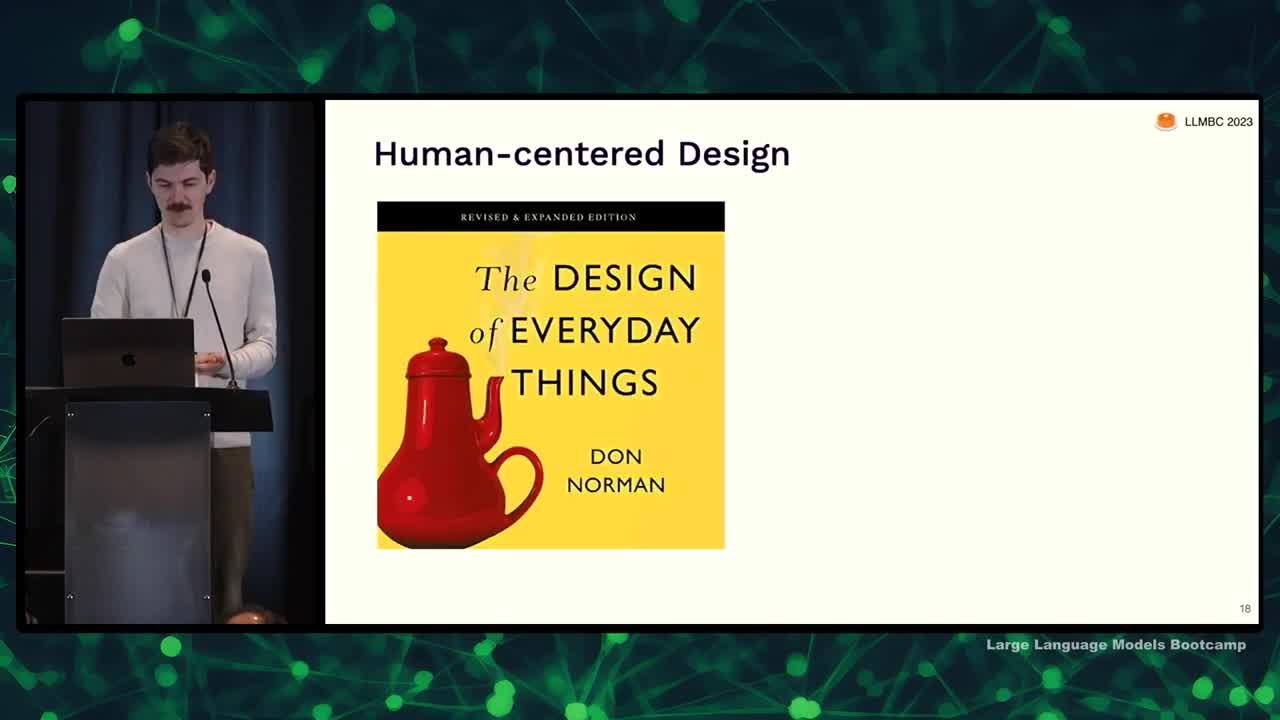 LLMBC 2023
Human-centered Design
REVISED & EXPANDED EDITION
The DESIGN
of EVERYDAY
THINGS
DON
NORMAN
18
Large Language Models Bootcamp